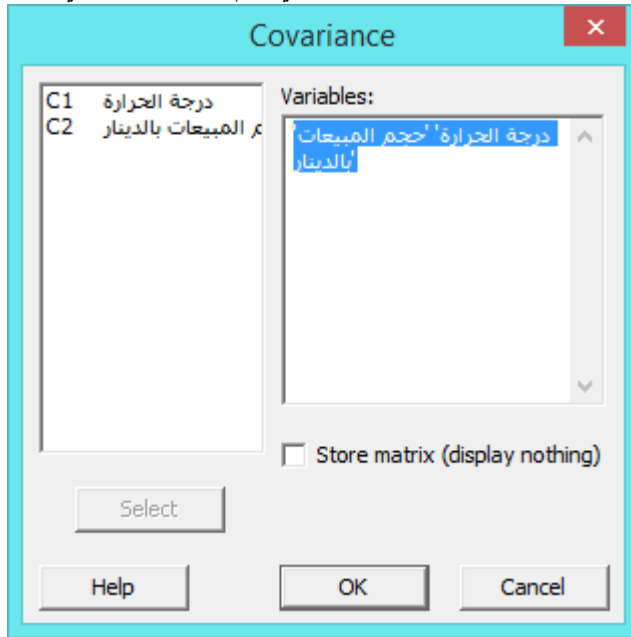 Covariance
C1 درجة الحرارة
C2 م المبيعات بالدينار
Variables:
'درجة الحرارة' 'حجم المبيعات
بالدينار'
Store matrix (display nothing)
Select
Help
OK
Cancel